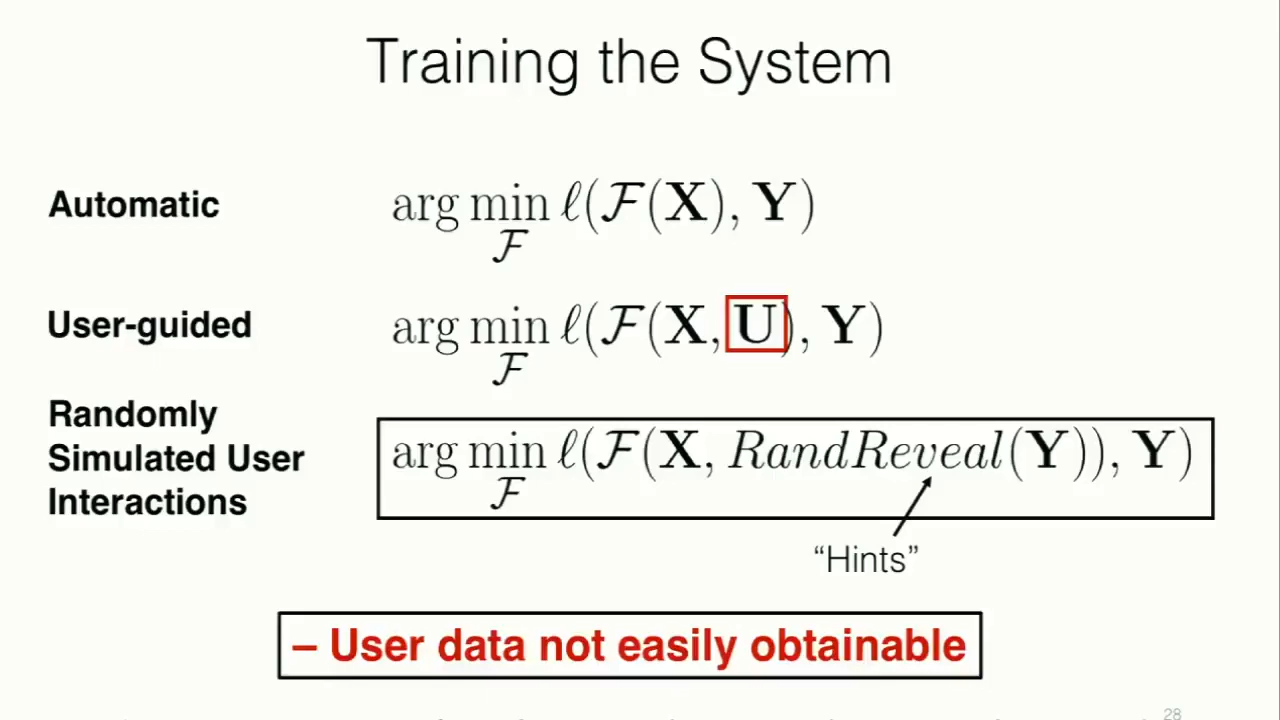 Training the System
Automatic
arg min ℓ(ℱ(X), Y)
ℱ
User-guided
arg min ℓ(ℱ(X, U), Y)
ℱ
Randomly
Simulated User
Interactions
arg min ℓ(ℱ(X, RandReveal(Y)), Y)
ℱ
“Hints”
– User data not easily obtainable
28